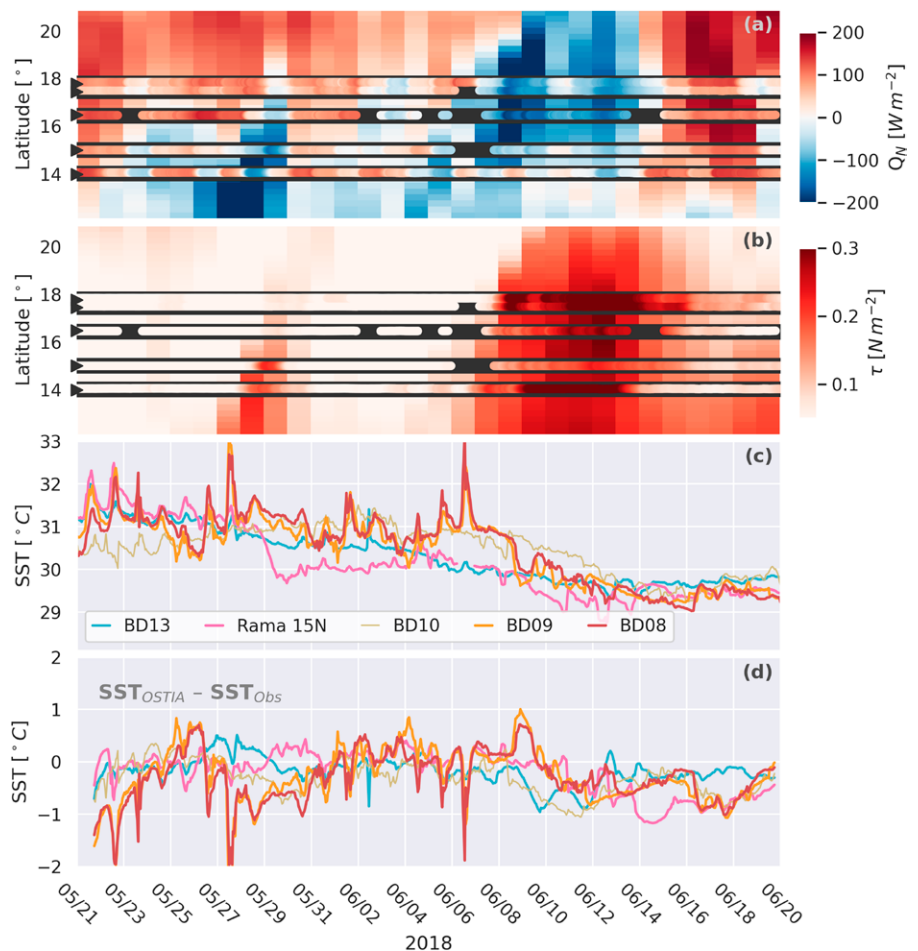 (a)
20
18
16
14
Latitude [°]
200
100
0
−100
−200
Q_N [W m⁻²]
(b)
20
18
16
14
Latitude [°]
0.3
0.2
0.1
τ [N m⁻²]
(c)
33
32
31
30
29
SST [°C]
BD13 Rama 15N BD10 BD09 BD08
(d)
SST_OSTIA – SST_Obs
2
1
0
−1
−2
SST [°C]
05/21 05/23 05/25 05/27 05/29 05/31 06/02 06/04 06/06 06/08 06/10 06/12 06/14 06/16 06/18 06/20
2018